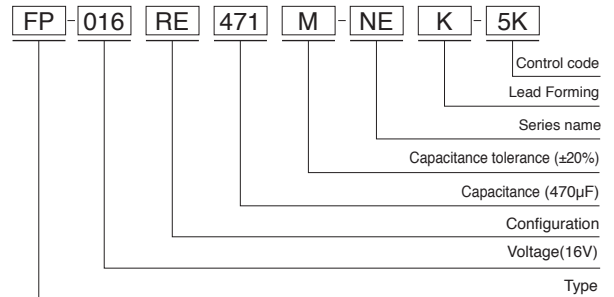 FP-016 RE 471 M-NE K-5K
Control code
Lead Forming
Series name
Capacitance tolerance (±20%)
Capacitance (470μF)
Configuration
Voltage(16V)
Type